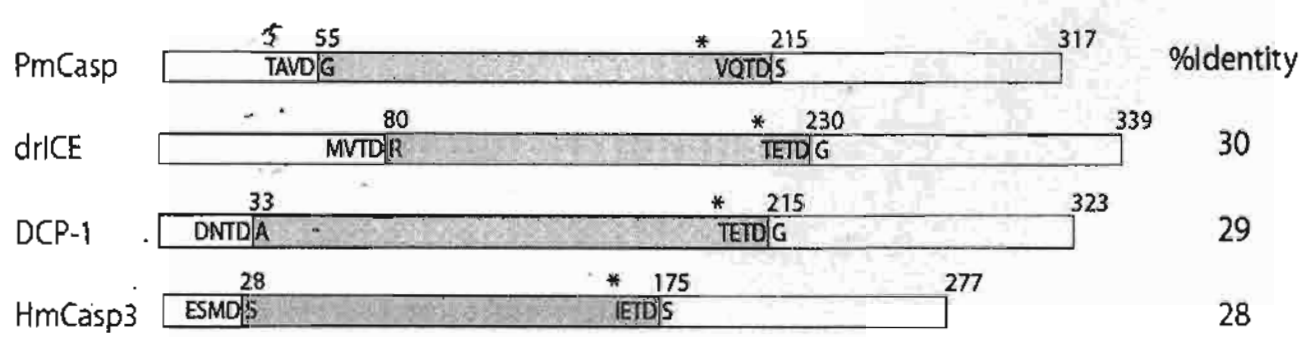 5 55 * 215 317
PmCasp TAVD G VQTD S %Identity
80 * 230 339
drICE MVTD R TETD G 30
33 * 215 323
DCP-1 DNTD A TETD G 29
28 * 175 277
HmCasp3 ESMD S IETD S 28